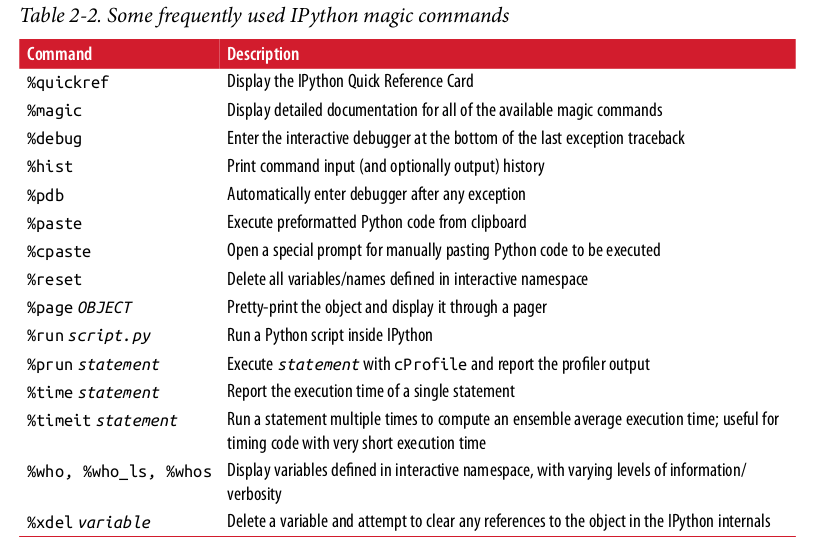 Table 2-2. Some frequently used IPython magic commands
Command Description
%quickref Display the IPython Quick Reference Card
%magic Display detailed documentation for all of the available magic commands
%debug Enter the interactive debugger at the bottom of the last exception traceback
%hist Print command input (and optionally output) history
%pdb Automatically enter debugger after any exception
%paste Execute preformatted Python code from clipboard
%cpaste Open a special prompt for manually pasting Python code to be executed
%reset Delete all variables/names defined in interactive namespace
%page OBJECT Pretty-print the object and display it through a pager
%run script.py Run a Python script inside IPython
%prun statement Execute statement with cProfile and report the profiler output
%time statement Report the execution time of a single statement
%timeit statement Run a statement multiple times to compute an ensemble average execution time; useful for
timing code with very short execution time
%who, %who_ls, %whos Display variables defined in interactive namespace, with varying levels of information/
verbosity
%xdel variable Delete a variable and attempt to clear any references to the object in the IPython internals